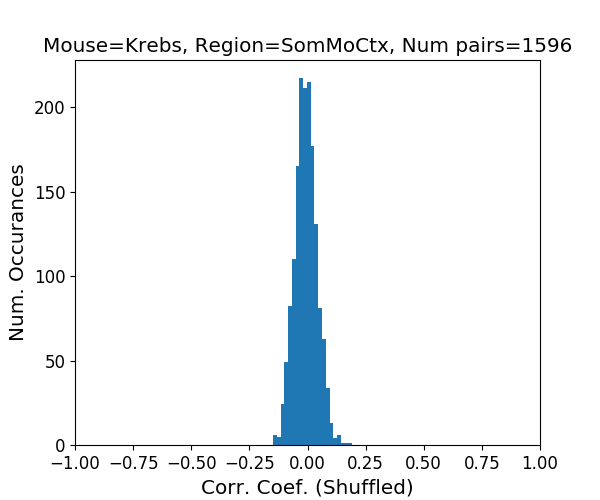 Mouse=Krebs, Region=SomMoCtx, Num pairs=1596
Num. Occurances
200
150
100
50
0
−1.00 −0.75 −0.50 −0.25 0.00 0.25 0.50 0.75 1.00
Corr. Coef. (Shuffled)